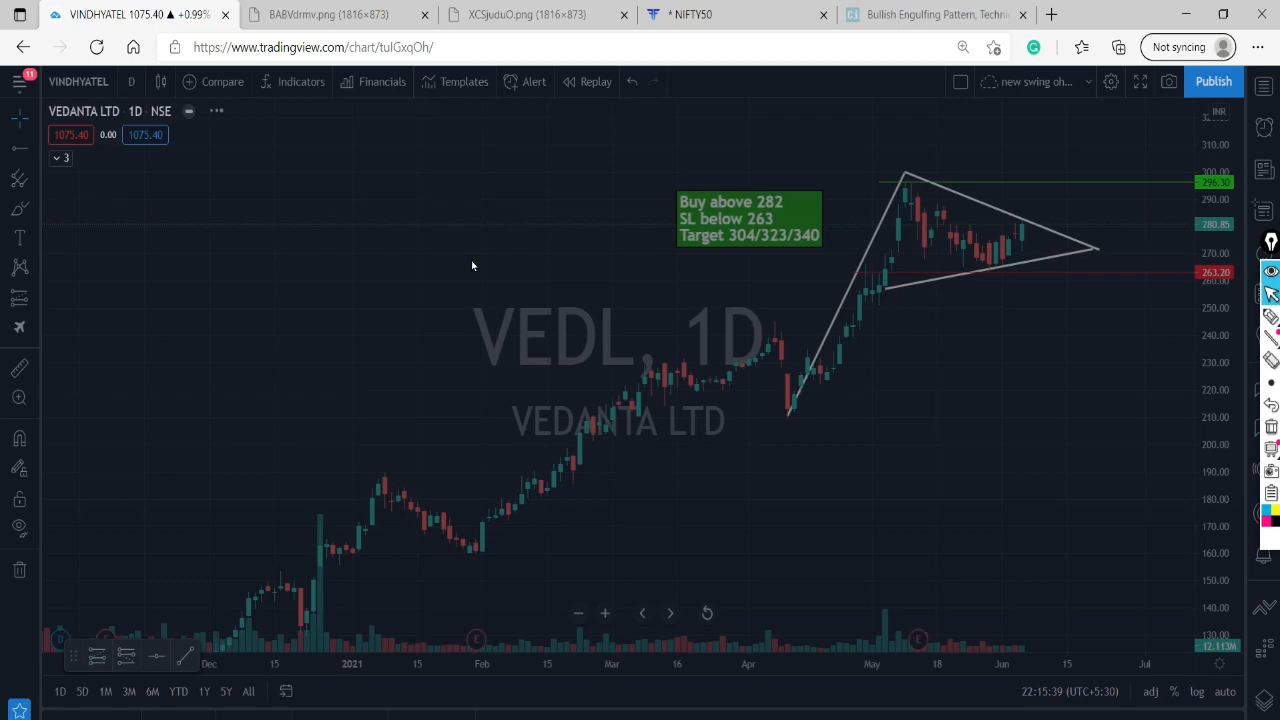 VINDHYATEL 1075.40 ▲ +0.99%
BABVdrmv.png (1816×873)
XCSjuduO.png (1816×873)
* NIFTY50
Bullish Engulfing Pattern, Techni
https://www.tradingview.com/chart/tuIGxqOh/
Not syncing
11
VINDHYATEL
D
Compare
Indicators
Financials
Templates
Alert
Replay
new swing oh...
Publish
VEDANTA LTD · 1D · NSE
INR
1075.40
0.00
1075.40
3
310.00
300.00
296.30
290.00
280.85
270.00
263.20
260.00
250.00
240.00
230.00
220.00
210.00
200.00
190.00
180.00
170.00
160.00
150.00
140.00
130.00
12.113M
Buy above 282
SL below 263
Target 304/323/340
VEDL, 1D
VEDANTA LTD
D
E
E
E
Dec
15
2021
15
Feb
15
Mar
16
Apr
May
18
Jun
15
Jul
1D
5D
1M
3M
6M
YTD
1Y
5Y
All
22:15:39 (UTC+5:30)
adj
%
log
auto